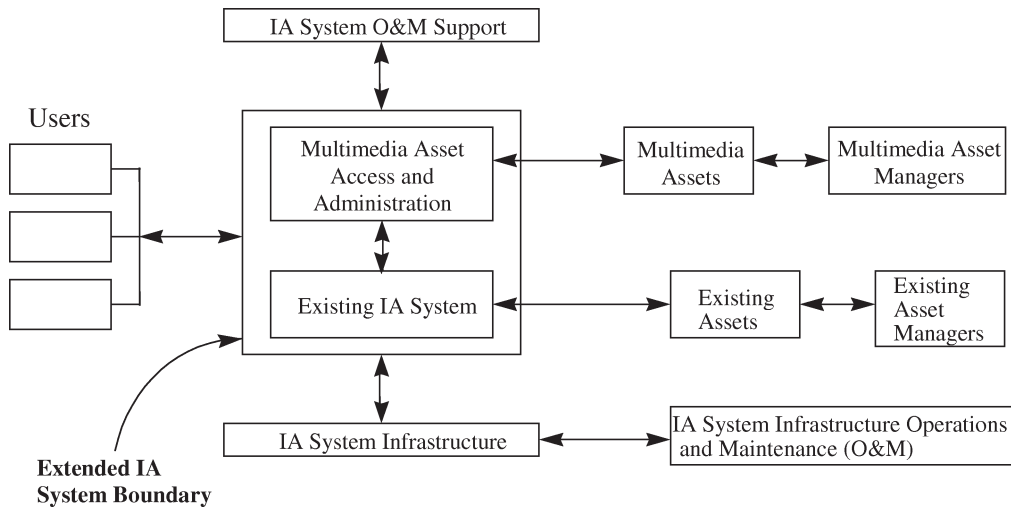 IA System O&M Support
Users
Multimedia Asset
Access and
Administration
Multimedia
Assets
Multimedia Asset
Managers
Existing IA System
Existing
Assets
Existing
Asset
Managers
IA System Infrastructure
IA System Infrastructure Operations
and Maintenance (O&M)
Extended IA
System Boundary